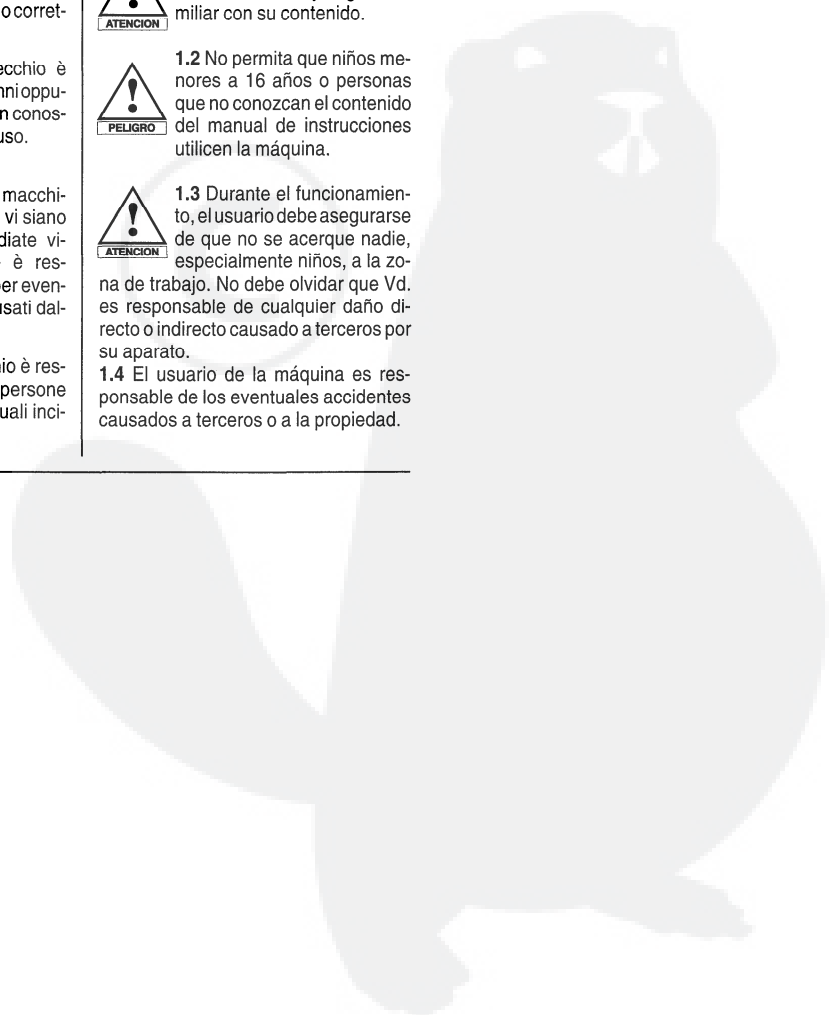 o corret-
ecchio è
nni oppu-
n conos-
uso.
macchi-
vi siano
diate vi-
è res-
er even-
usati dal-
io è res-
persone
uali inci-
ATENCION
miliar con su contenido.
PELIGRO
1.2 No permita que niños me-
nores a 16 años o personas
que no conozcan el contenido
del manual de instrucciones
utilicen la máquina.
ATENCION
1.3 Durante el funcionamien-
to, el usuario debe asegurarse
de que no se acerque nadie,
especialmente niños, a la zo-
na de trabajo. No debe olvidar que Vd.
es responsable de cualquier daño di-
recto o indirecto causado a terceros por
su aparato.
1.4 El usuario de la máquina es res-
ponsable de los eventuales accidentes
causados a terceros o a la propiedad.